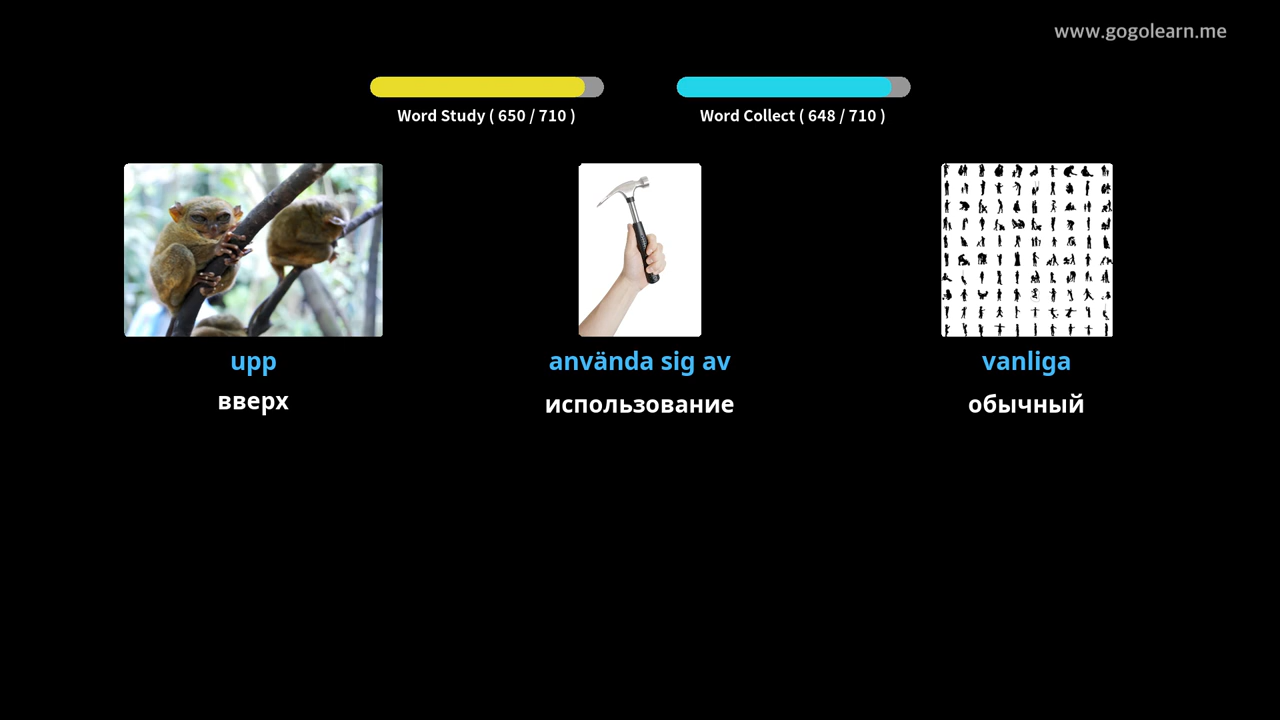 www.gogolearn.me
Word Study ( 650 / 710 )
Word Collect ( 648 / 710 )
upp
använda sig av
vanliga
вверх
использование
обычный